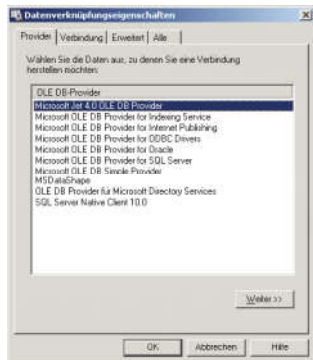 Datenverknüpfungseigenschaften
Provider Verbindung Erweitert Alle
Wählen Sie die Daten aus, zu denen Sie eine Verbindung
herstellen möchten:
OLE DB-Provider
Microsoft Jet 4.0 OLE DB Provider
Microsoft OLE DB Provider for Indexing Service
Microsoft OLE DB Provider for Internet Publishing
Microsoft OLE DB Provider for ODBC Drivers
Microsoft OLE DB Provider for Oracle
Microsoft OLE DB Provider for SQL Server
Microsoft OLE DB Simple Provider
MSDataShape
OLE DB Provider für Microsoft Directory Services
SQL Server Native Client 10.0
Weiter >>
OK Abbrechen Hilfe